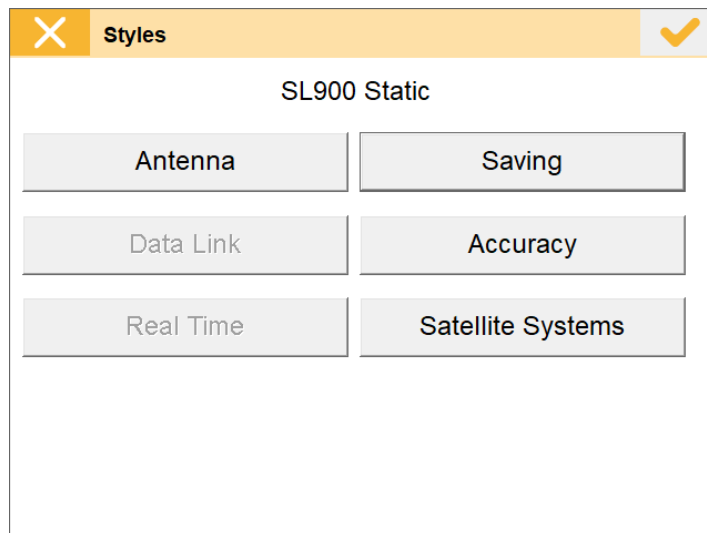 Styles
SL900 Static
Antenna
Saving
Data Link
Accuracy
Real Time
Satellite Systems